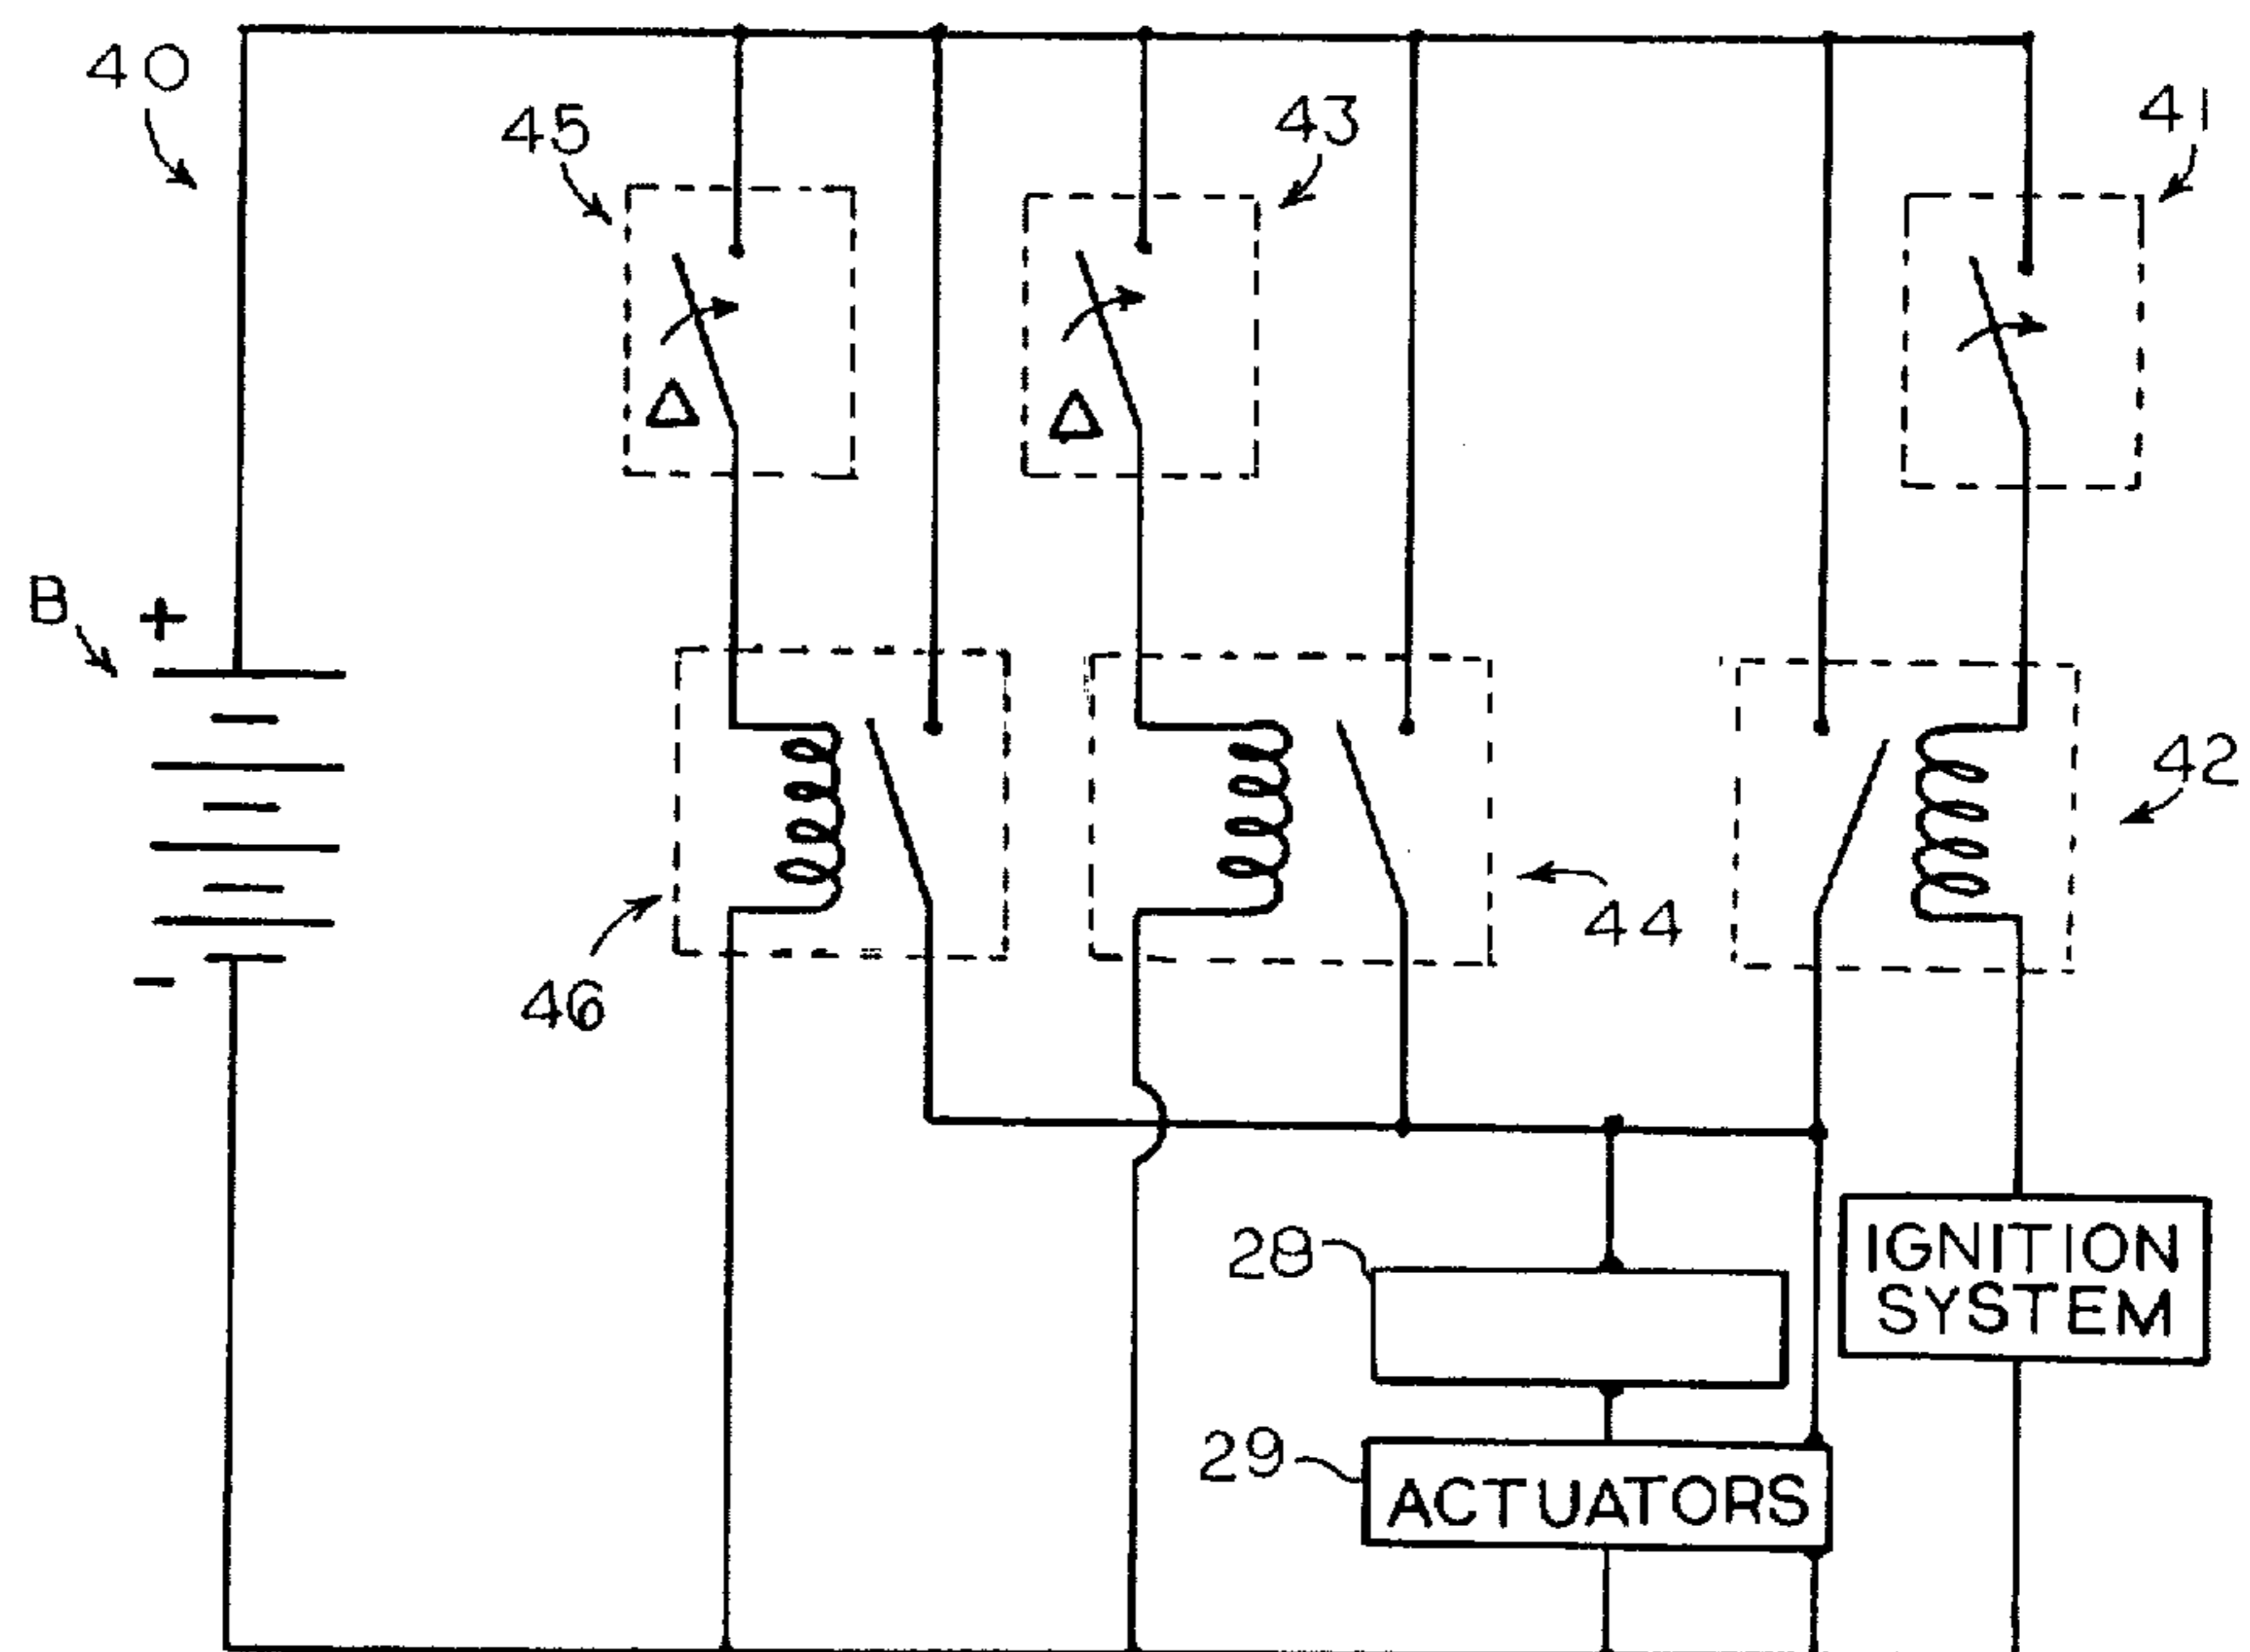 40
45
43
41
Δ
Δ
B
+
42
44
-
46
28
IGNITION
SYSTEM
29
ACTUATORS